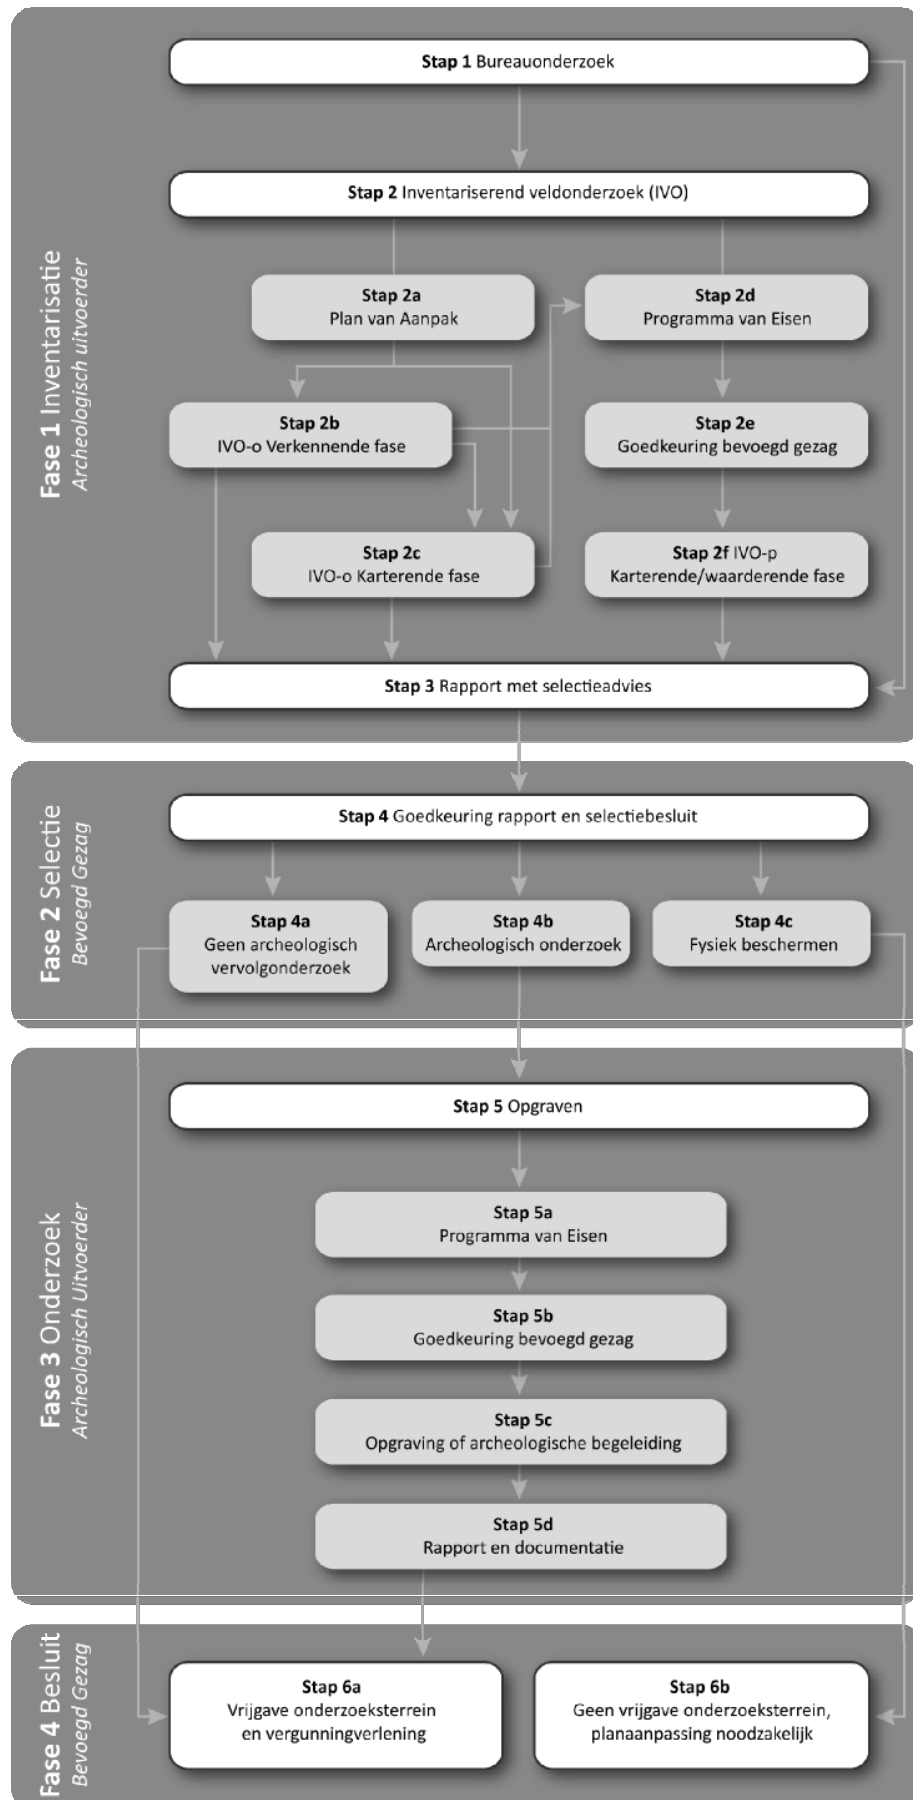 Fase 1 Inventarisatie
Archeologisch uitvoerder
Stap 1 Bureauonderzoek
Stap 2 Inventariserend veldonderzoek (IVO)
Stap 2a
Plan van Aanpak
Stap 2d
Programma van Eisen
Stap 2b
IVO-o Verkennende fase
Stap 2e
Goedkeuring bevoegd gezag
Stap 2c
IVO-o Karterende fase
Stap 2f IVO-p
Karterende/waarderende fase
Stap 3 Rapport met selectieadvies
Fase 2 Selectie
Bevoegd Gezag
Stap 4 Goedkeuring rapport en selectiebesluit
Stap 4a
Geen archeologisch
vervolgonderzoek
Stap 4b
Archeologisch onderzoek
Stap 4c
Fysiek beschermen
Fase 3 Onderzoek
Archeologisch Uitvoerder
Stap 5 Opgraven
Stap 5a
Programma van Eisen
Stap 5b
Goedkeuring bevoegd gezag
Stap 5c
Opgraving of archeologische begeleiding
Stap 5d
Rapport en documentatie
Fase 4 Besluit
Bevoegd Gezag
Stap 6a
Vrijgave onderzoeksterrein
en vergunningverlening
Stap 6b
Geen vrijgave onderzoeksterrein,
planaanpassing noodzakelijk